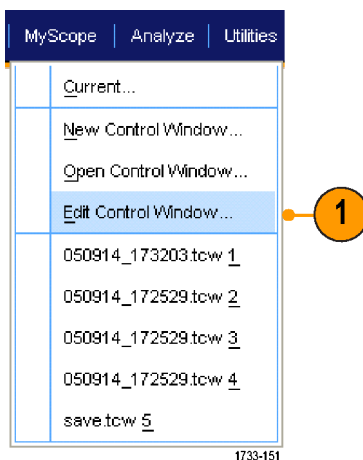 MyScope | Analyze | Utilities
Current...
New Control Window...
Open Control Window...
Edit Control Window...
1
050914_173203.tcw 1
050914_172529.tcw 2
050914_172529.tcw 3
050914_172529.tcw 4
save.tcw 5
1733-151